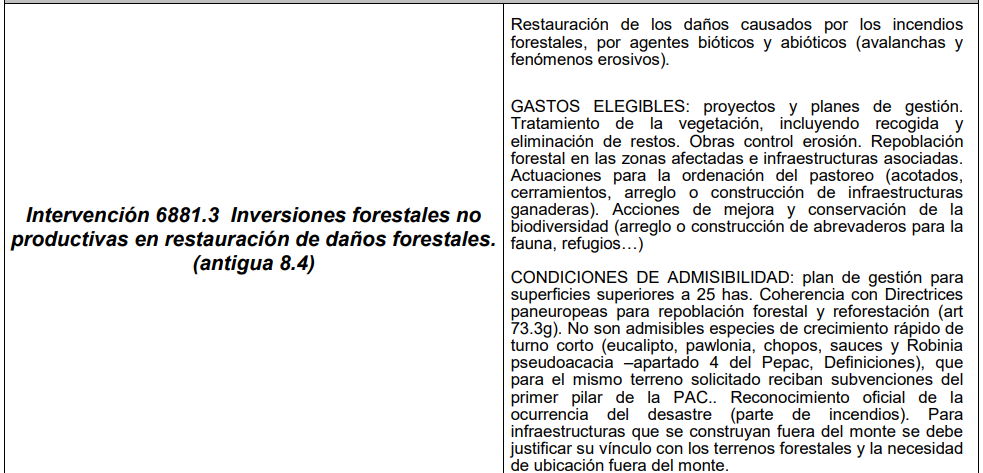 Intervención 6881.3 Inversiones forestales no
productivas en restauración de daños forestales.
(antigua 8.4)
Restauración de los daños causados por los incendios
forestales, por agentes bióticos y abióticos (avalanchas y
fenómenos erosivos).
GASTOS ELEGIBLES: proyectos y planes de gestión.
Tratamiento de la vegetación, incluyendo recogida y
eliminación de restos. Obras control erosión. Repoblación
forestal en las zonas afectadas e infraestructuras asociadas.
Actuaciones para la ordenación del pastoreo (acotados,
cerramientos, arreglo o construcción de infraestructuras
ganaderas). Acciones de mejora y conservación de la
biodiversidad (arreglo o construcción de abrevaderos para la
fauna, refugios…)
CONDICIONES DE ADMISIBILIDAD: plan de gestión para
superficies superiores a 25 has. Coherencia con Directrices
paneuropeas para repoblación forestal y reforestación (art
73.3g). No son admisibles especies de crecimiento rápido de
turno corto (eucalipto, pawlonia, chopos, sauces y Robinia
pseudoacacia –apartado 4 del Pepac, Definiciones), que
para el mismo terreno solicitado reciban subvenciones del
primer pilar de la PAC.. Reconocimiento oficial de la
ocurrencia del desastre (parte de incendios). Para
infraestructuras que se construyan fuera del monte se debe
justificar su vínculo con los terrenos forestales y la necesidad
de ubicación fuera del monte.